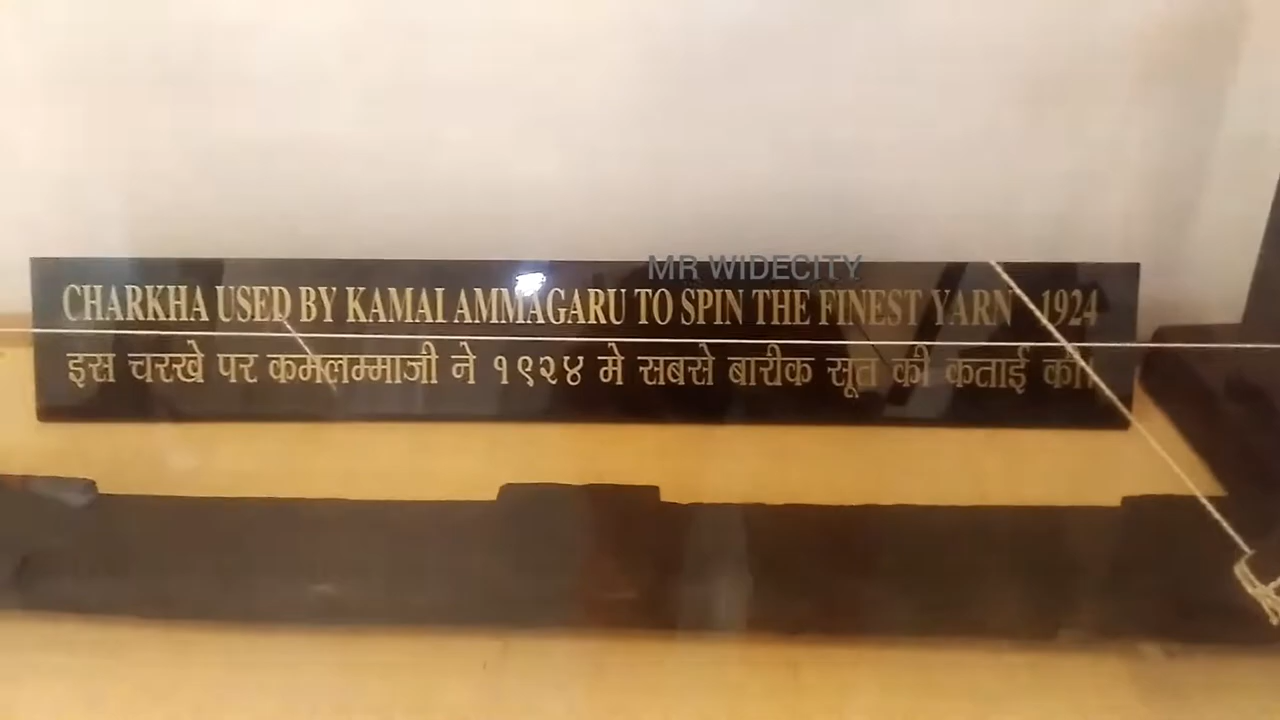 MR WIDECITY
CHARKHA USED BY KAMAL AMMAGARU TO SPIN THE FINEST YARN 1924
इस चरखे पर कमलम्माजी ने १९२४ मे सबसे बारीक सूत की कताई की।